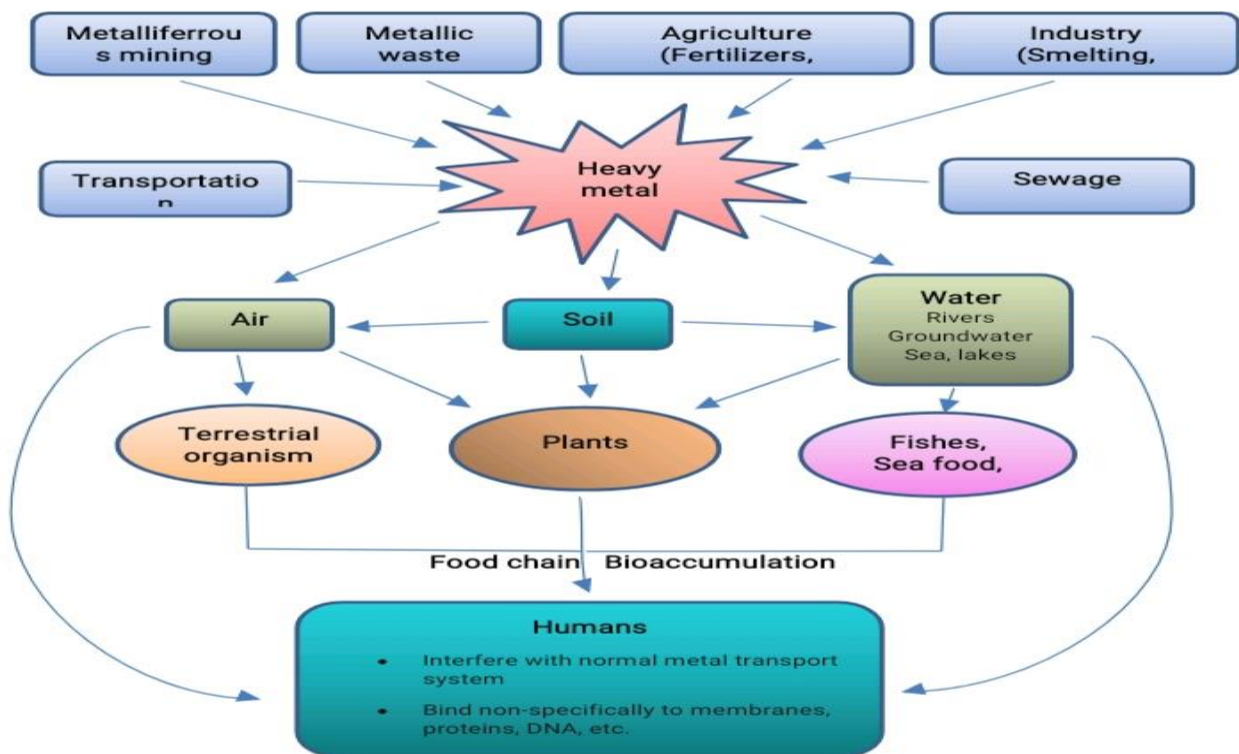 Metalliferrou
s mining
Metallic
waste
Agriculture
(Fertilizers,
Industry
(Smelting,
Transportatio
n
Heavy
metal
Sewage
Air
Soil
Water
Rivers
Groundwater
Sea, lakes
Terrestrial
organism
Plants
Fishes,
Sea food,
Food chain Bioaccumulation
Humans
• Interfere with normal metal transport
system
• Bind non-specifically to membranes,
proteins, DNA, etc.